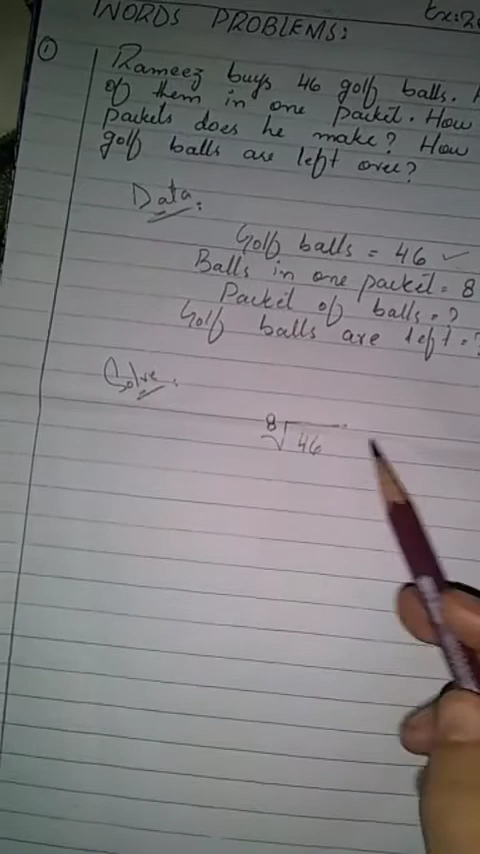 WORDS PROBLEMS:
Ex:2
① Rameez buys 46 golf balls.
of them in one packet. How
packets does he make? How
golf balls are left over?
Data:
Golf balls = 46 ✓
Balls in one packet = 8
Packet of balls = ?
Golf balls are left = ?
Solve:
8√46